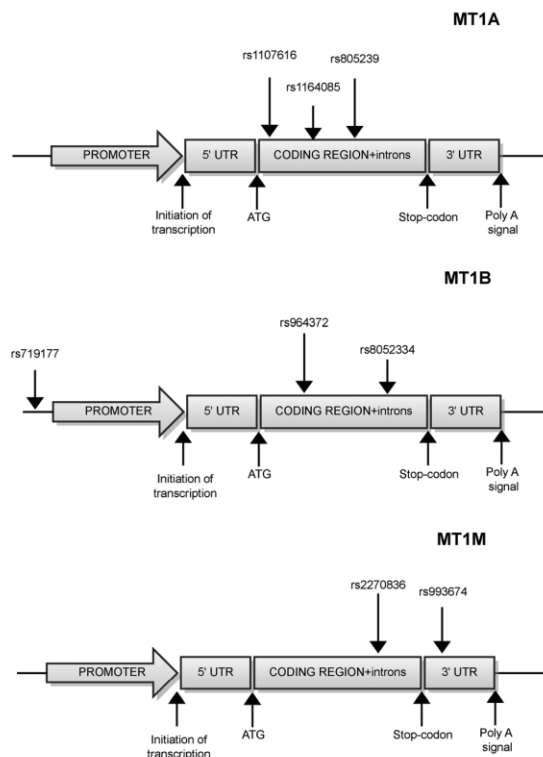 MT1A
rs1107616
rs805239
rs1164085
PROMOTER
5' UTR
CODING REGION+introns
3' UTR
Initiation of
transcription
ATG
Stop-codon
Poly A
signal
MT1B
rs964372
rs719177
rs8052334
PROMOTER
5' UTR
CODING REGION+introns
3' UTR
Initiation of
transcription
ATG
Stop-codon
Poly A
signal
MT1M
rs2270836
rs993674
PROMOTER
5' UTR
CODING REGION+introns
3' UTR
Initiation of
transcription
ATG
Stop-codon
Poly A
signal